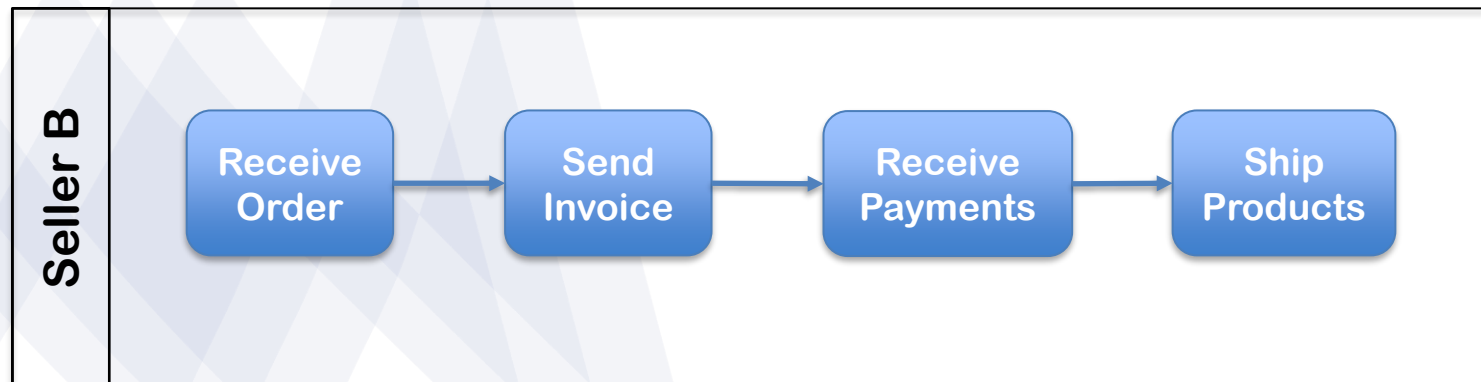 Seller B
Receive
Order
Send
Invoice
Receive
Payments
Ship
Products